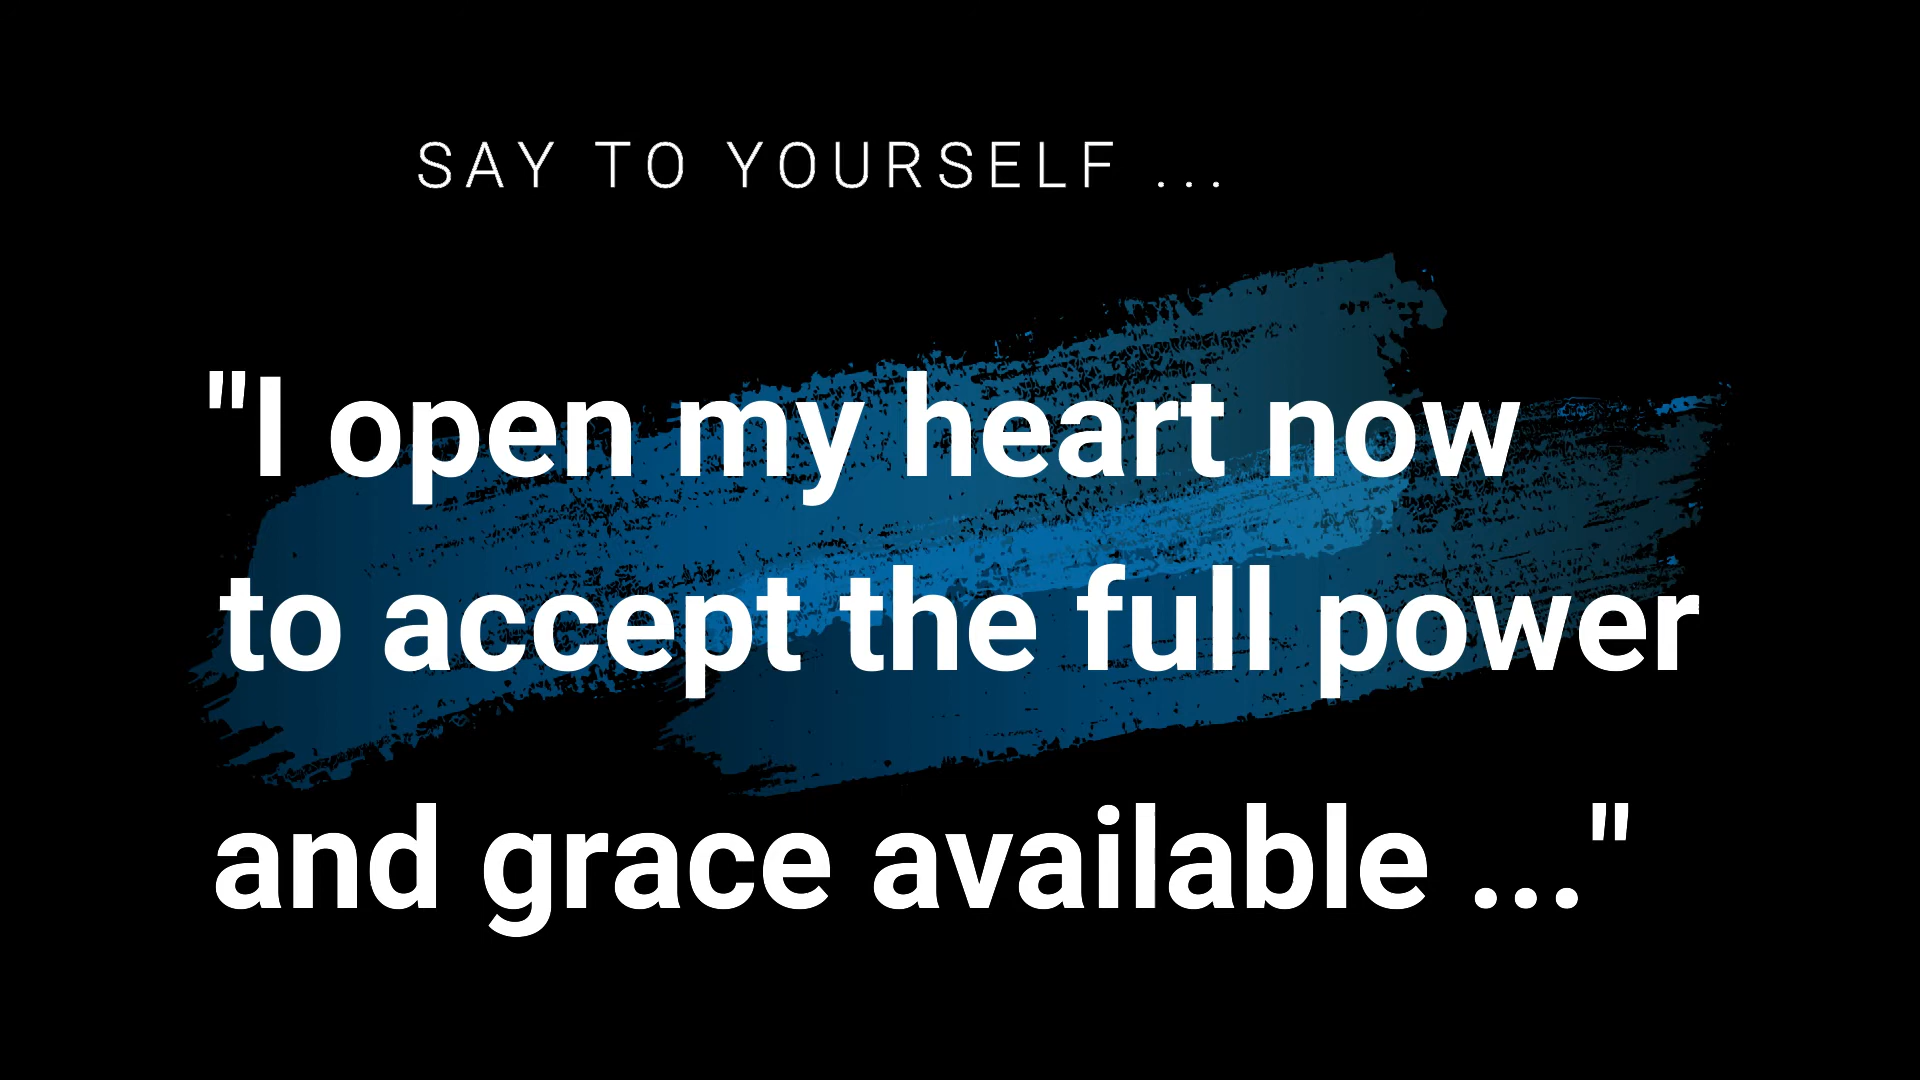 SAY TO YOURSELF ...
"I open my heart now
to accept the full power
and grace available ..."